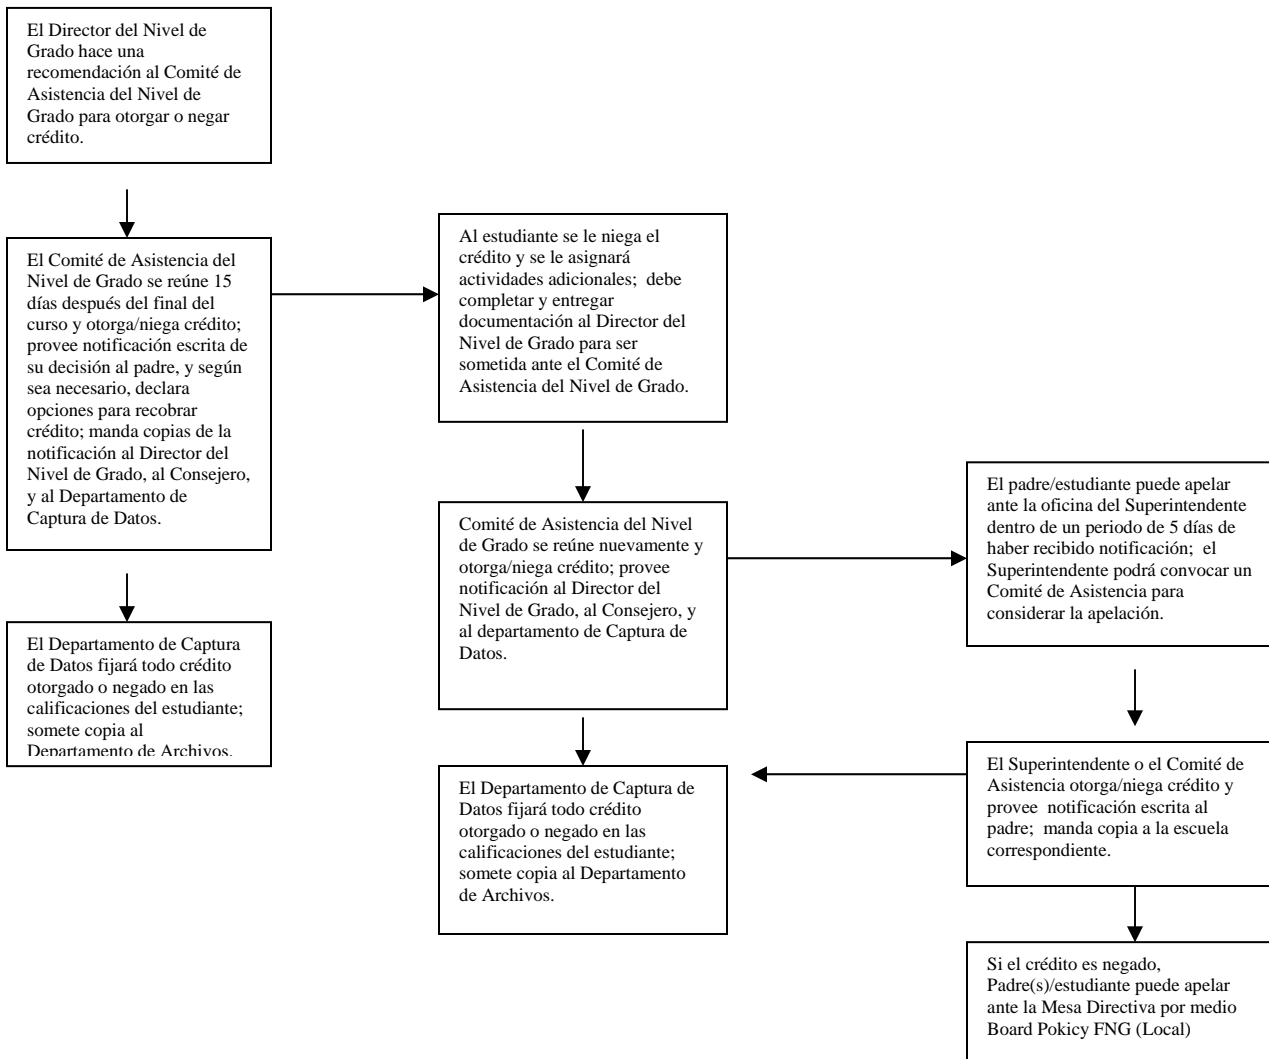 El Director del Nivel de
Grado hace una
recomendación al Comité de
Asistencia del Nivel de
Grado para otorgar o negar
crédito.
El Comité de Asistencia del
Nivel de Grado se reúne 15
días después del final del
curso y otorga/niega crédito;
provee notificación escrita de
su decisión al padre, y según
sea necesario, declara
opciones para recobrar
crédito; manda copias de la
notificación al Director del
Nivel de Grado, al Consejero,
y al Departamento de
Captura de Datos.
El Departamento de Captura
de Datos fijará todo crédito
otorgado o negado en las
calificaciones del estudiante;
somete copia al
Departamento de Archivos.
Al estudiante se le niega el
crédito y se le asignará
actividades adicionales;  debe
completar y entregar
documentación al Director del
Nivel de Grado para ser
sometida ante el Comité de
Asistencia del Nivel de Grado.
Comité de Asistencia del Nivel
de Grado se reúne nuevamente y
otorga/niega crédito; provee
notificación al Director del
Nivel de Grado, al Consejero, y
al departamento de Captura de
Datos.
El Departamento de Captura de
Datos fijará todo crédito
otorgado o negado en las
calificaciones del estudiante;
somete copia al Departamento
de Archivos.
El padre/estudiante puede apelar
ante la oficina del Superintendente
dentro de un periodo de 5 días de
haber recibido notificación;  el
Superintendente podrá convocar un
Comité de Asistencia para
considerar la apelación.
El Superintendente o el Comité de
Asistencia otorga/niega crédito y
provee  notificación escrita al
padre;  manda copia a la escuela
correspondiente.
Si el crédito es negado,
Padre(s)/estudiante puede apelar
ante la Mesa Directiva por medio
Board Pokicy FNG (Local)